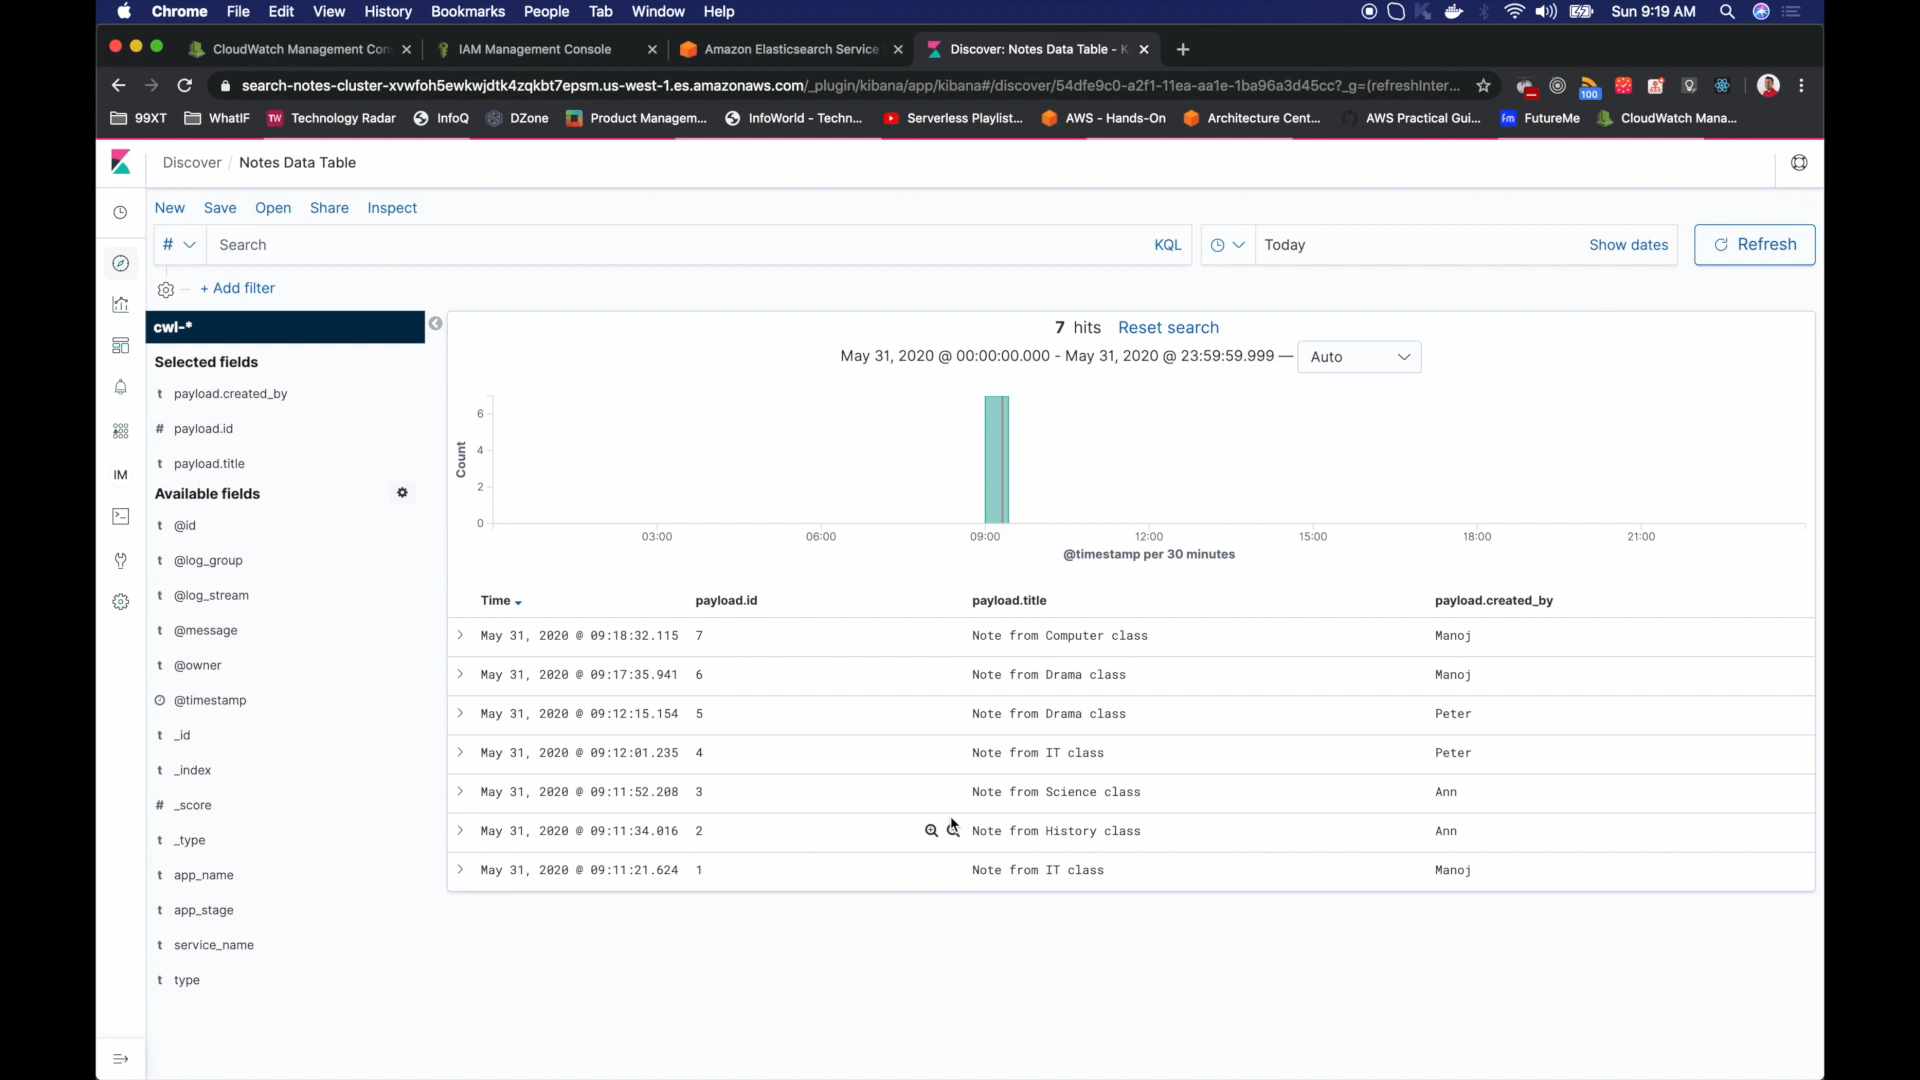 Chrome File Edit View History Bookmarks People Tab Window Help Sun 9:19 AM
CloudWatch Management Con IAM Management Console Amazon Elasticsearch Service Discover: Notes Data Table - K
search-notes-cluster-xvwfoh5ewkwjdtk4zqkbt7epsm.us-west-1.es.amazonaws.com/_plugin/kibana/app/kibana#/discover/54dfe9c0-a2f1-11ea-aa1e-1ba96a3d45cc?_g=(refreshInter... 100
99XT WhatIF TW Technology Radar InfoQ DZone Product Managem... InfoWorld - Techn... Serverless Playlist... AWS - Hands-On Architecture Cent... AWS Practical Gui... Fm FutureMe CloudWatch Mana...
Discover / Notes Data Table
New Save Open Share Inspect
# Search KQL Today Show dates Refresh
+ Add filter
cwl-*
7 hits Reset search
May 31, 2020 @ 00:00:00.000 - May 31, 2020 @ 23:59:59.999 — Auto
Selected fields
t payload.created_by
# payload.id
t payload.title
Available fields
t @id
t @log_group
t @log_stream
t @message
t @owner
@timestamp
t _id
t _index
# _score
t _type
t app_name
t app_stage
t service_name
t type
IM
Count
6
4
2
0
03:00 06:00 09:00 12:00 15:00 18:00 21:00
@timestamp per 30 minutes
Time payload.id payload.title payload.created_by
May 31, 2020 @ 09:18:32.115 7 Note from Computer class Manoj
May 31, 2020 @ 09:17:35.941 6 Note from Drama class Manoj
May 31, 2020 @ 09:12:15.154 5 Note from Drama class Peter
May 31, 2020 @ 09:12:01.235 4 Note from IT class Peter
May 31, 2020 @ 09:11:52.208 3 Note from Science class Ann
May 31, 2020 @ 09:11:34.016 2 Note from History class Ann
May 31, 2020 @ 09:11:21.624 1 Note from IT class Manoj